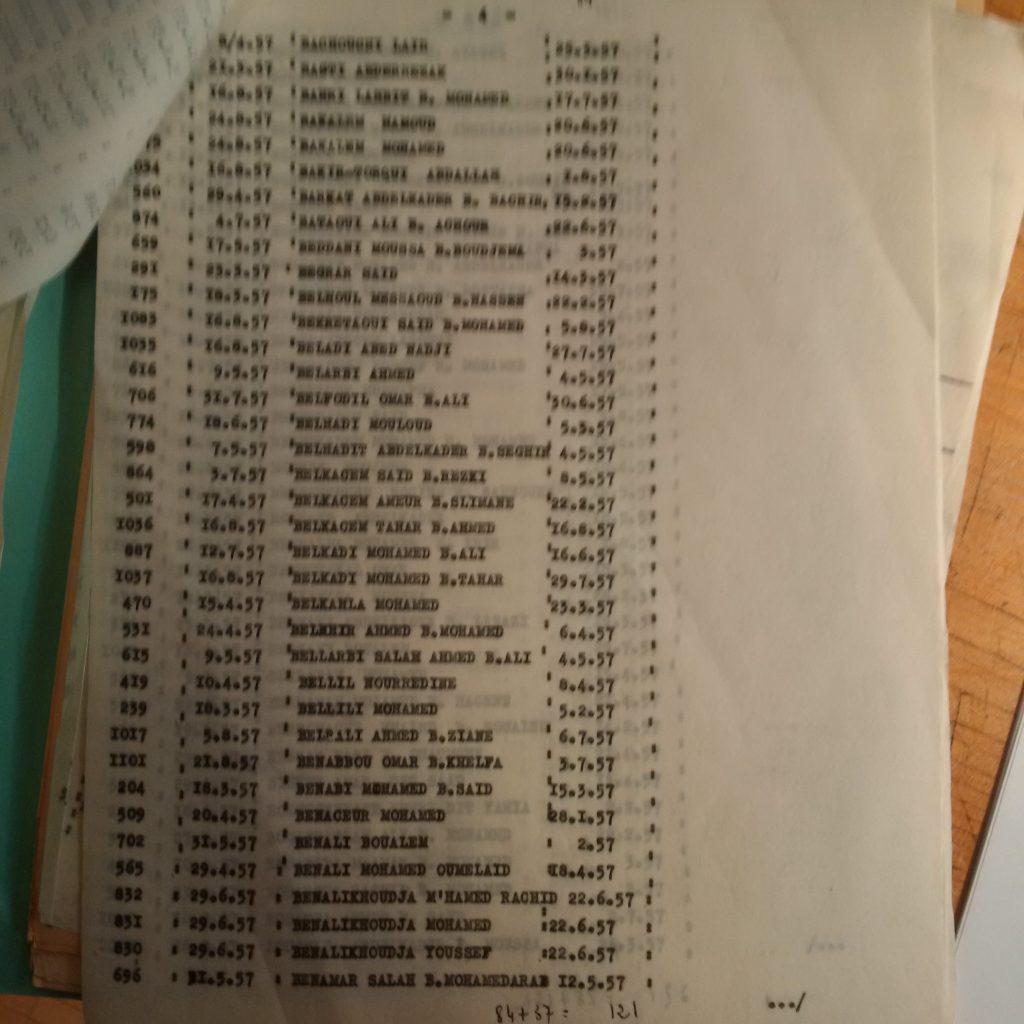 = 4 =
8/4.57 ' BACHOUCHI LAID ; 25.3.57
21.3.57 ' BASTI ABDERREZAK , 30.1.57
16.8.57 ' BAHRI LAHBIB B. MOHAMED , 17.7.57
24.8.57 ' BAKALEM HAMOUD , 20.6.57
24.8.57 ' BAKALEM MOHAMED , 20.6.57
034 16.8.57 ' ABDALLAH , 1.8.57
560 29.4.57 ' BARKAT ABDELKADER B. BACHIR, 15.2.57
874 ' 4.7.57 ' BATAOUI ALI B. ACHOUR ,22.6.57
659 ' 17.5.57 ' BEDDANI MOUSSA B.BOUDJEMA , 5.57
291 ' 23.3.57 ' BEGRAR SAID ,14.3.57
175 ' 18.3.57 ' BELHOUL MESSAOUD B.HASSEN ,22.2.57
1083 ' 16.8.57 ' BEKRETAOUI SAID B.MOHAMED , 5.8.57
1035 ' 16.8.57 ' BELADI ABED NADJI '27.7.57
616 ' 9.5.57 ' BELARBI AHMED ' 4.5.57
706 ' 31.7.57 ' BELFODIL OMAR B.ALI '30.6.57
774 ' 18.6.57 ' BELHADI MOULOUD ' 5.3.57
598 ' 7.5.57 'BELHADIT ABDELKADER B.SEGHIR' 4.5.57
864 ' 3.7.57 'BELKACEM SAID B.REZKI ' 8.5.57
501 ' 17.4.57 'BELKACEM AMEUR B.SLIMANE '22.2.57
1036 ' 16.8.57 'BELKACEM TAHAR B.AHMED '16.8.57
887 ' 12.7.57 'BELKADI MOHAMED B.ALI '16.6.57
1037 ' 16.8.57 'BELKADI MOHAMED B.TAHAR '29.7.57
470 ; 15.4.57 'BELKAHLA MOHAMED '23.3.57
531 , 24.4.57 'BELKHIR AHMED B.MOHAMED ' 6.4.57
615 , 9.5.57 'BELLARBI SALAH AHMED B.ALI ' 4.5.57
419 , 10.4.57 ' BELLIL NOURREDINE ' 8.4.57
239 , 18.3.57 ' BELLILI MOHAMED ' 5.2.57
1017 , 5.8.57 ' BELPALI AHMED B.ZIANE ' 6.7.57
1101 , 21.8.57 ' BENABBOU OMAR B.KHELFA ' 3.7.57
204 , 18.3.57 ' BENABI MOHAMED B.SAID '15.3.57
509 , 20.4.57 ' BENACEUR MOHAMED '28.1.57
702 , 31.5.57 ' BENALI BOUALEM : 2.57
565 : 29.4.57 ' BENALI MOHAMED OUMELAID '18.4.57
832 : 29.6.57 : BENALIKHOUDJA M'HAMED RACHID 22.6.57 :
831 : 29.6.57 : BENALIKHOUDJA MOHAMED :22.6.57 :
830 : 29.6.57 : BENALIKHOUDJA YOUSSEF :22.6.57 :
696 : 31.5.57 : BENAMAR SALAH B.MOHAMEDARAB 12.5.57 :
.../
84+37 = 121